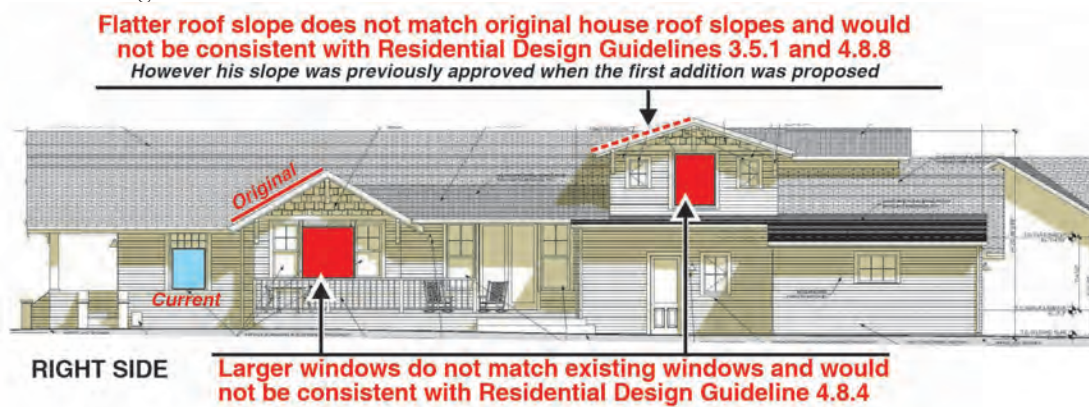 Flatter roof slope does not match original house roof slopes and would
not be consistent with Residential Design Guidelines 3.5.1 and 4.8.8
However his slope was previously approved when the first addition was proposed
Original
Current
RIGHT SIDE
Larger windows do not match existing windows and would
not be consistent with Residential Design Guideline 4.8.4